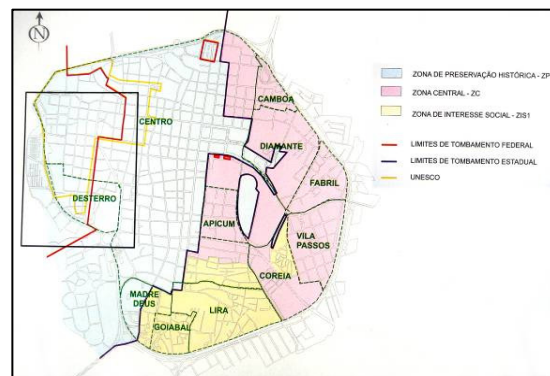 N
CENTRO
CAMBOA
DIAMANTE
FABRIL
DESTERRO
APICUM
VILA
PASSOS
COREIA
MADRE
DEUS
LIRA
GOIABAL
ZONA DE PRESERVAÇÃO HISTÓRICA - ZP
ZONA CENTRAL - ZC
ZONA DE INTERESSE SOCIAL - ZIS1
LIMITES DE TOMBAMENTO FEDERAL
LIMITES DE TOMBAMENTO ESTADUAL
UNESCO